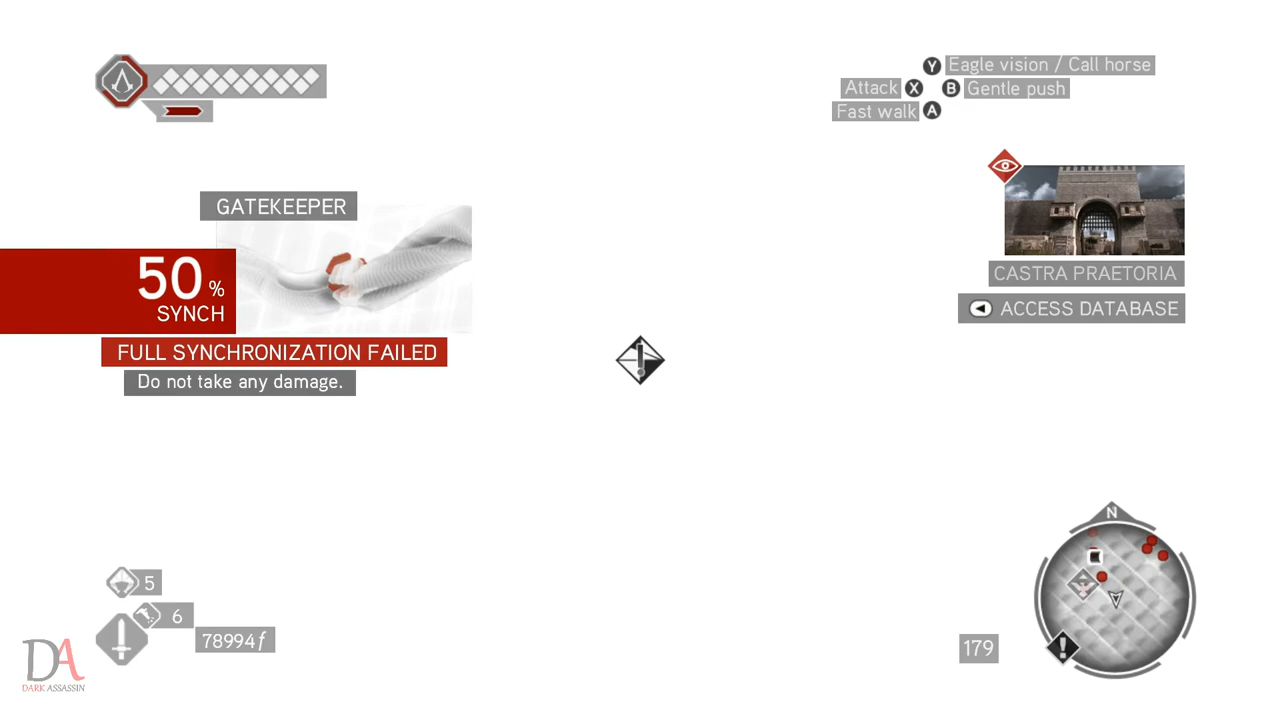 Y Eagle vision / Call horse
Attack X B Gentle push
Fast walk A
GATEKEEPER
50 %
SYNCH
FULL SYNCHRONIZATION FAILED
Do not take any damage.
CASTRA PRAETORIA
ACCESS DATABASE
N
5
6
78994 ƒ
179
!
DA
DARK ASSASSIN